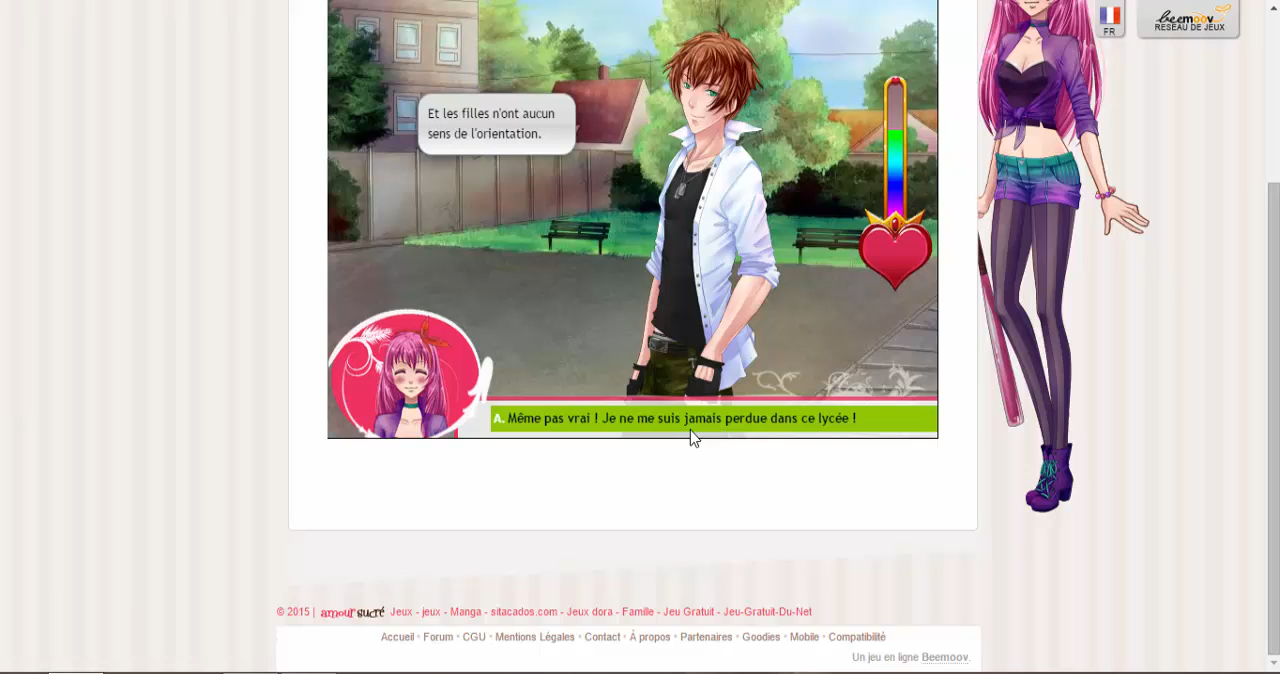 FR
beemoov
RESEAU DE JEUX
Et les filles n'ont aucun
sens de l'orientation.
A. Même pas vrai ! Je ne me suis jamais perdue dans ce lycée !
© 2015 | amour sucré Jeux - jeux - Manga - sitacados.com - Jeux dora - Famille - Jeu Gratuit - Jeu-Gratuit-Du-Net
Accueil • Forum • CGU • Mentions Légales • Contact • Á propos • Partenaires • Goodies • Mobile • Compatibilité
Un jeu en ligne Beemoov.